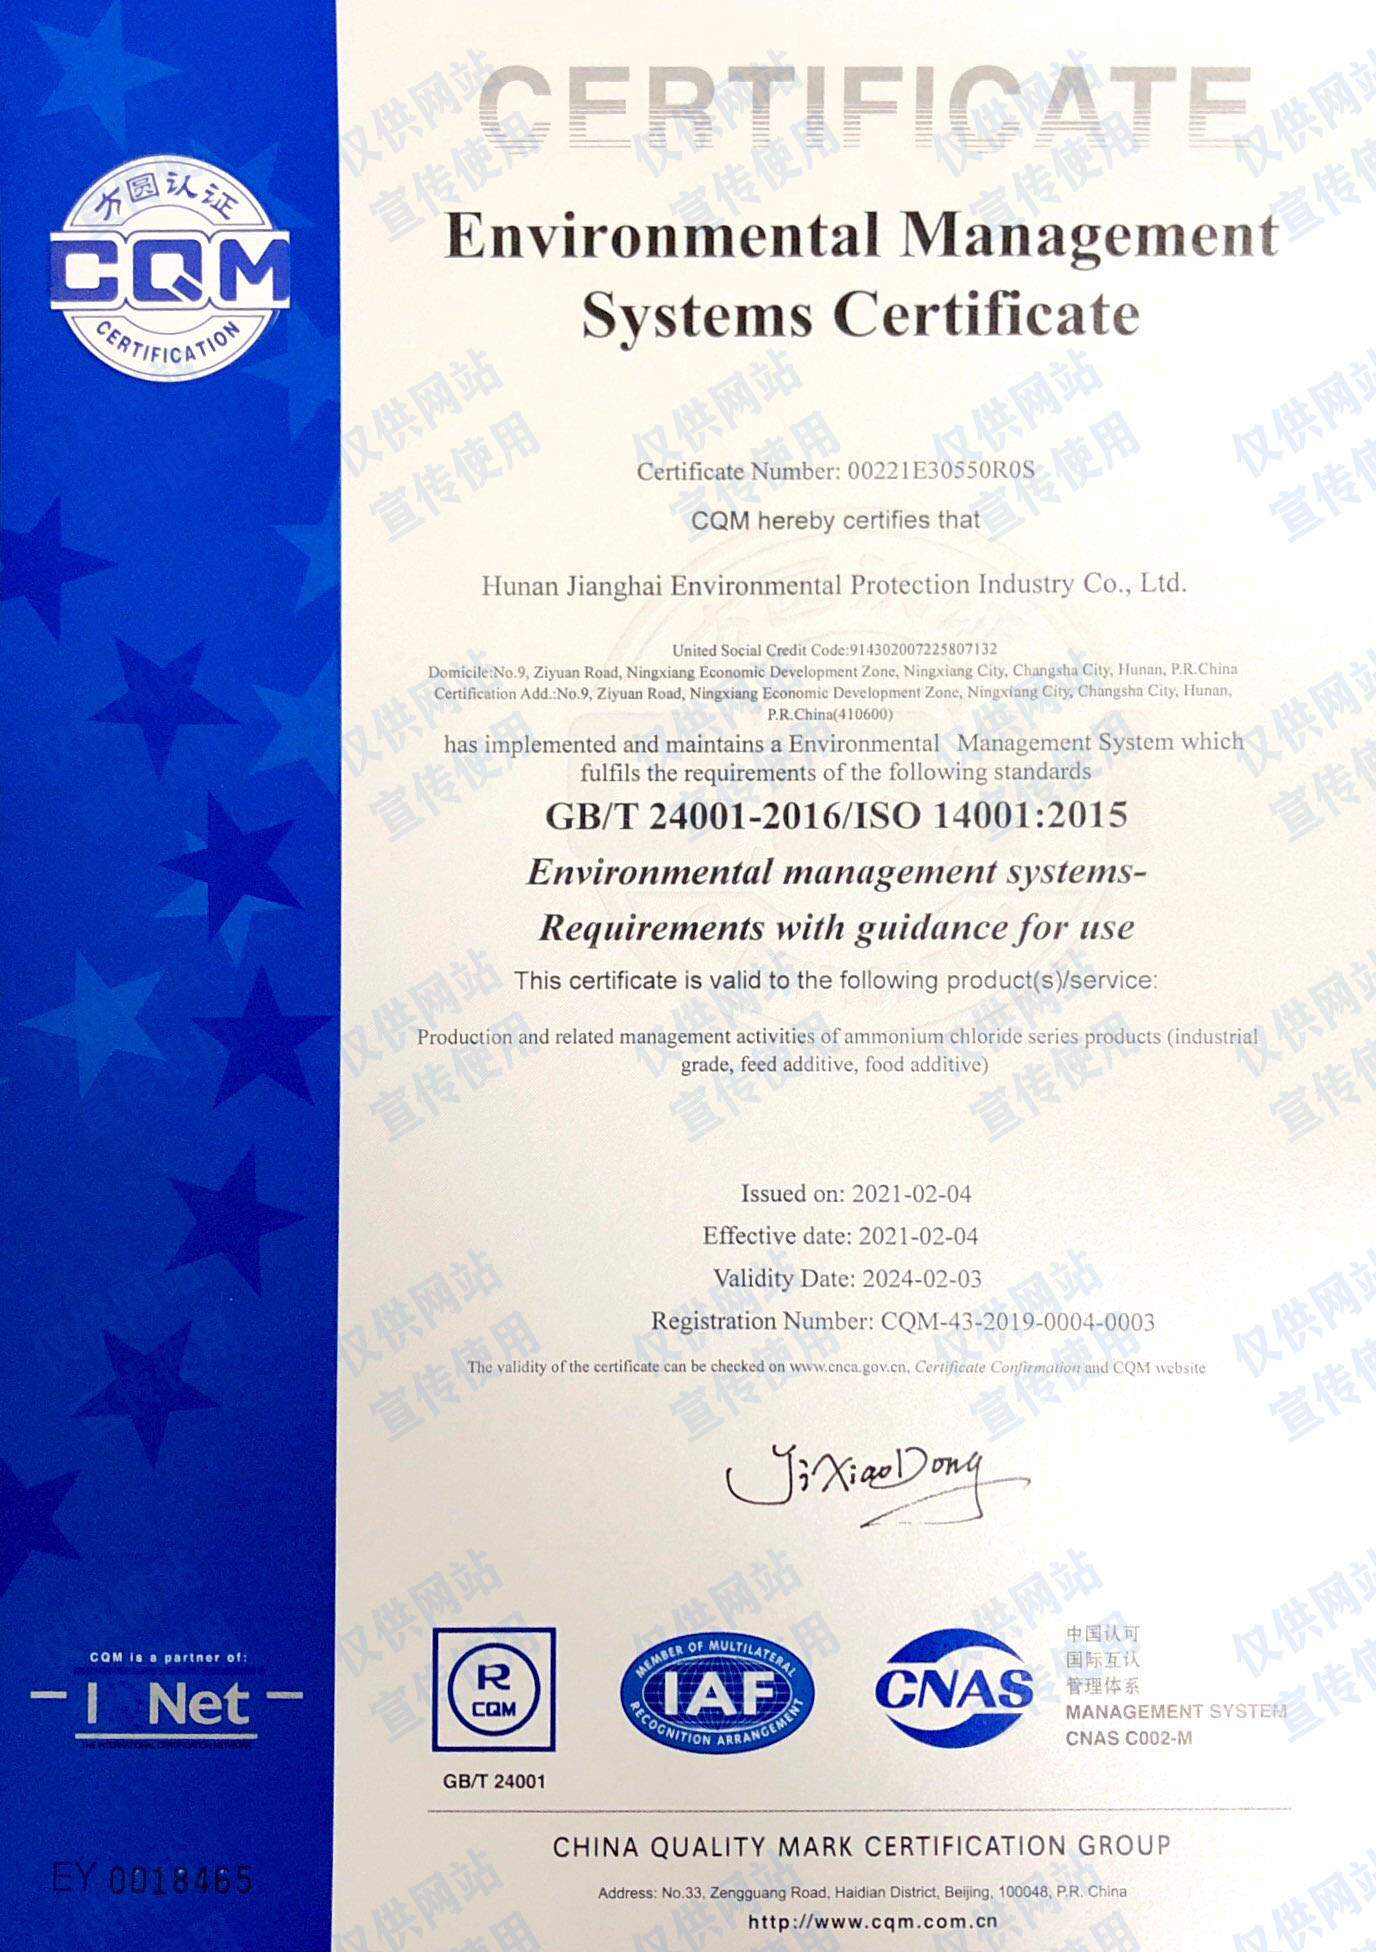 CERTIFICATE
方圆认证
CQM
CERTIFICATION
Environmental Management
Systems Certificate
Certificate Number: 00221E30550R0S
CQM hereby certifies that
Hunan Jianghai Environmental Protection Industry Co., Ltd.
United Social Credit Code:914302007225807132
Domicile:No.9, Ziyuan Road, Ningxiang Economic Development Zone, Ningxiang City, Changsha City, Hunan, P.R.China
Certification Add.:No.9, Ziyuan Road, Ningxiang Economic Development Zone, Ningxiang City, Changsha City, Hunan,
P.R.China(410600)
has implemented and maintains a Environmental Management System which
fulfils the requirements of the following standards
GB/T 24001-2016/ISO 14001:2015
Environmental management systems-
Requirements with guidance for use
This certificate is valid to the following product(s)/service:
Production and related management activities of ammonium chloride series products (industrial
grade, feed additive, food additive)
Issued on: 2021-02-04
Effective date: 2021-02-04
Validity Date: 2024-02-03
Registration Number: CQM-43-2019-0004-0003
The validity of the certificate can be checked on www.cnca.gov.cn, Certificate Confirmation and CQM website
Yi XiaoDong
CQM is a partner of:
I Net
THE INTERNATIONAL CERTIFICATION NETWORK
EY 0018465
R
CQM
GB/T 24001
MEMBER OF MULTILATERAL
IAF
RECOGNITION ARRANGEMENT
CNAS
中国认可
国际互认
管理体系
MANAGEMENT SYSTEM
CNAS C002-M
CHINA QUALITY MARK CERTIFICATION GROUP
Address: No.33, Zengguang Road, Haidian District, Beijing, 100048, P.R. China
http://www.cqm.com.cn
仅供网站
宣传使用